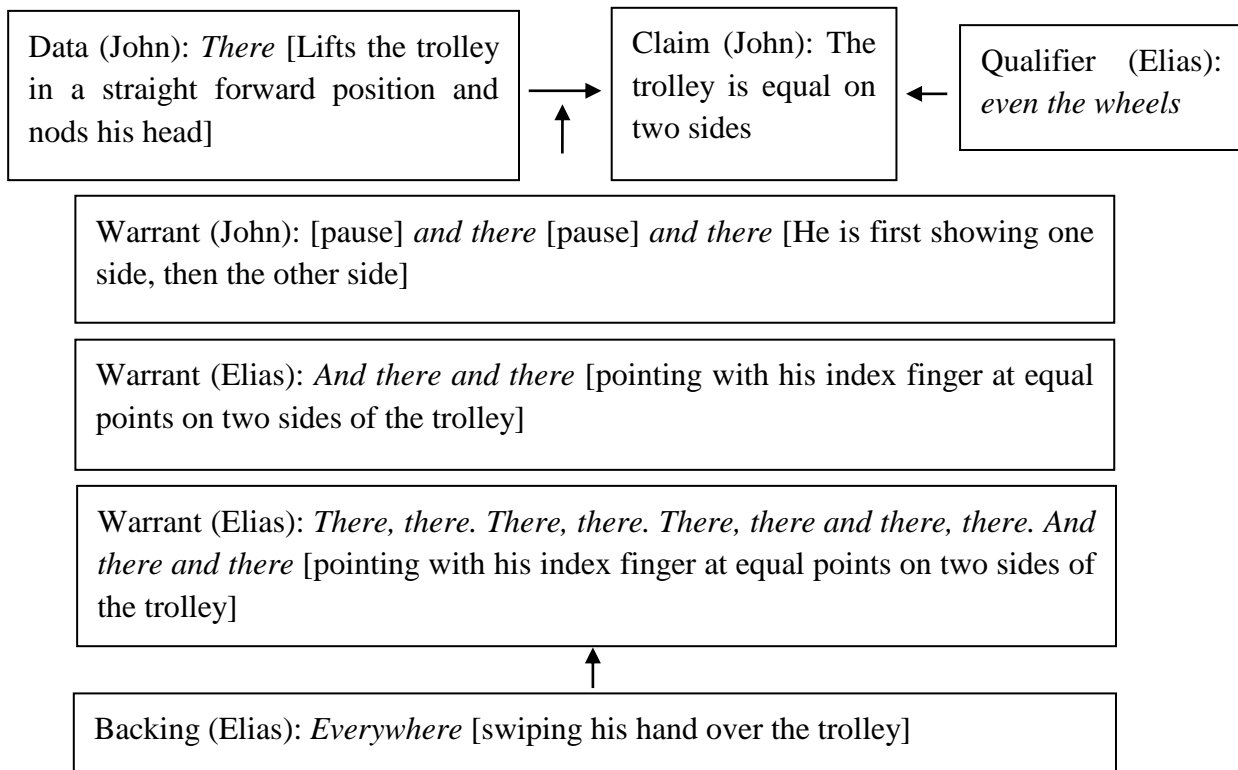 Data (John): There [Lifts the trolley
in a straight forward position and
nods his head]
Claim (John): The
trolley is equal on
two sides
Qualifier (Elias):
even the wheels
Warrant (John): [pause] and there [pause] and there [He is first showing one
side, then the other side]
Warrant (Elias): And there and there [pointing with his index finger at equal
points on two sides of the trolley]
Warrant (Elias): There, there. There, there. There, there and there, there. And
there and there [pointing with his index finger at equal points on two sides of
the trolley]
Backing (Elias): Everywhere [swiping his hand over the trolley]